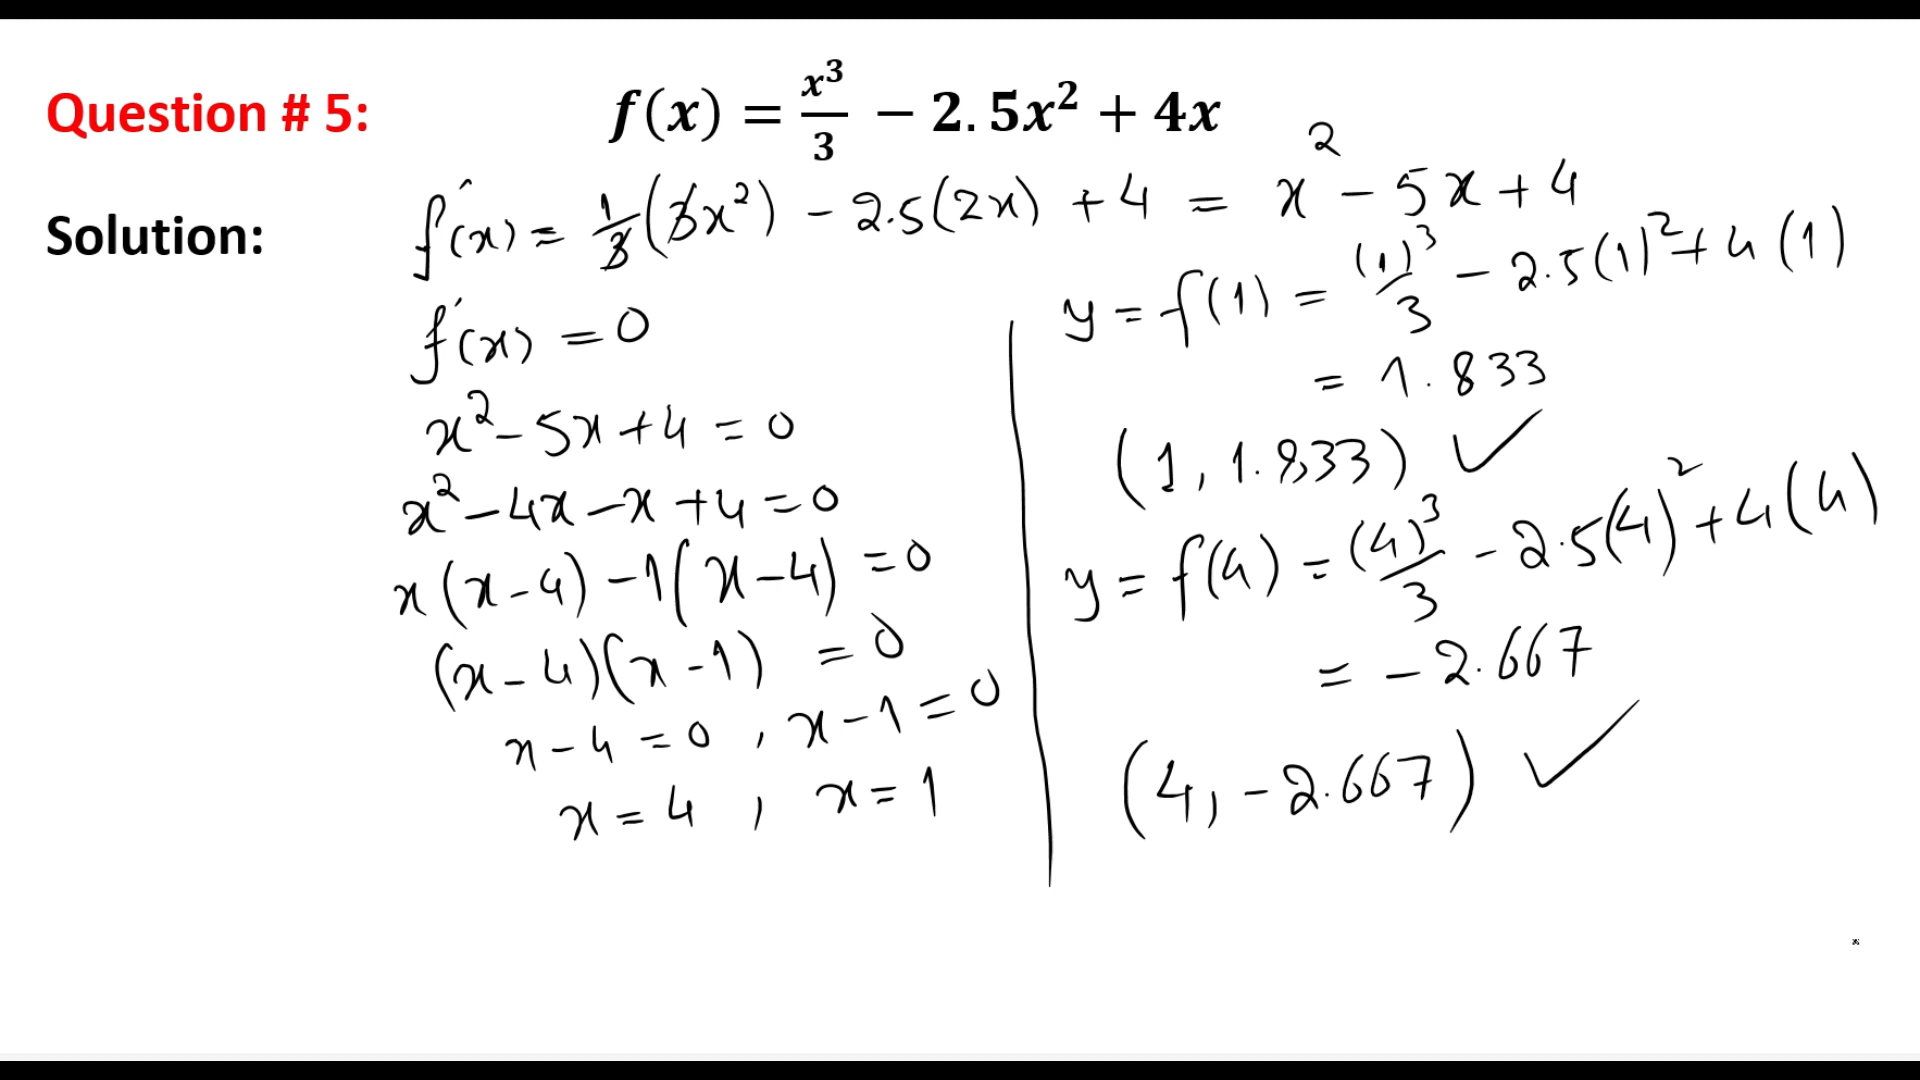 Question # 5: f(x) = x³/3 − 2.5x² + 4x
Solution: f′(x) = 1/3 (3x²) − 2.5(2x) + 4 = x² − 5x + 4
f′(x) = 0
x² − 5x + 4 = 0
x² − 4x − x + 4 = 0
x(x − 4) − 1(x − 4) = 0
(x − 4)(x − 1) = 0
x − 4 = 0 , x − 1 = 0
x = 4 , x = 1
y = f(1) = (1)³/3 − 2.5(1)² + 4(1)
= 1.833
(1, 1.833) ✓
y = f(4) = (4)³/3 − 2.5(4)² + 4(4)
= −2.667
(4, −2.667) ✓